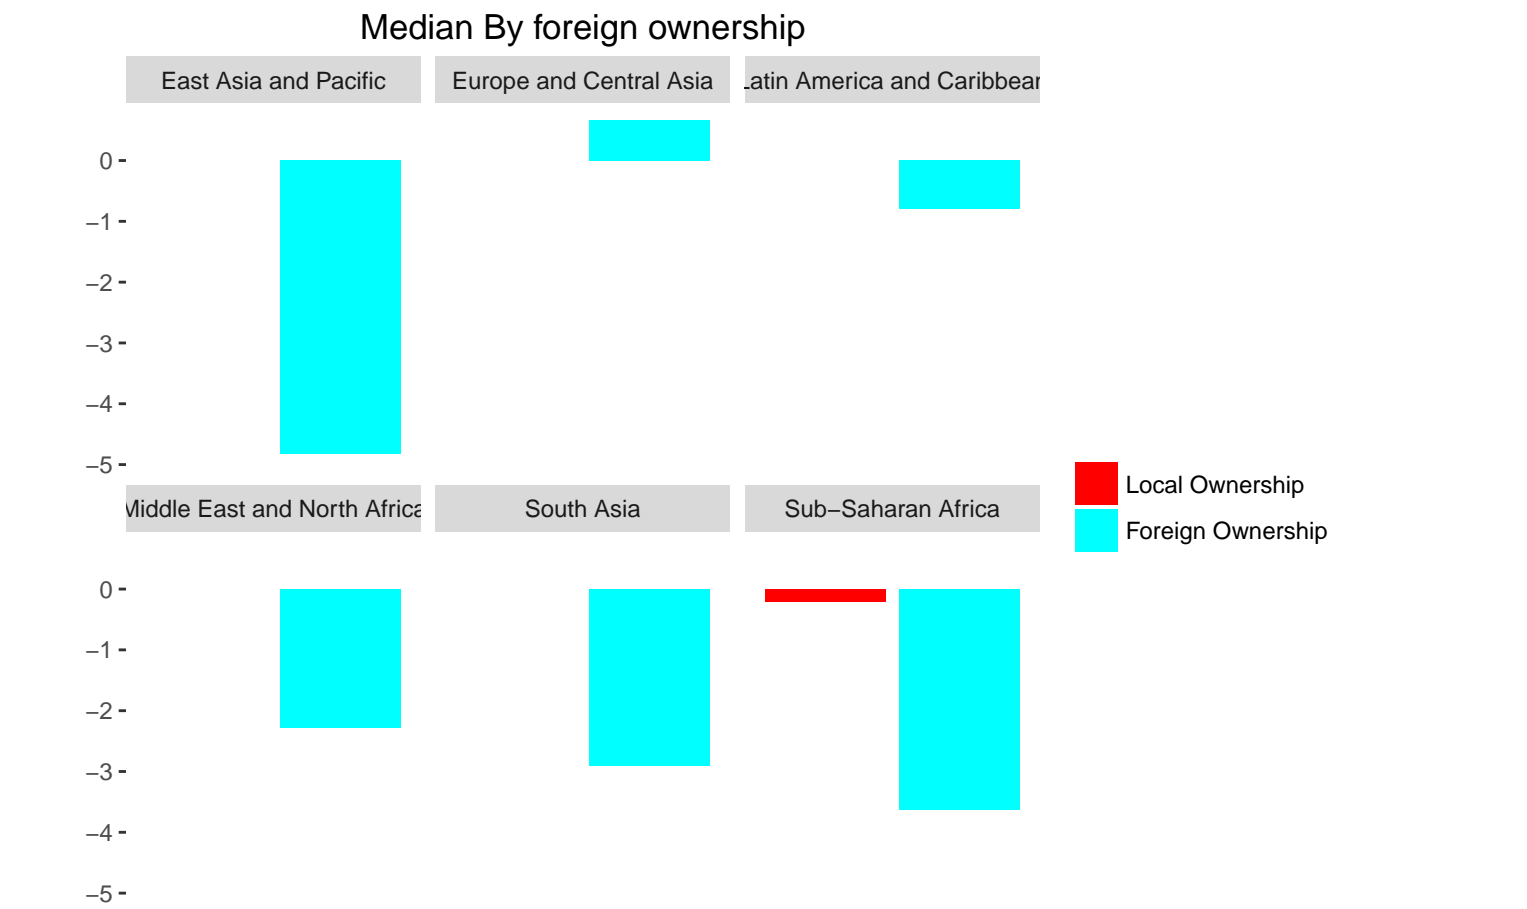 Median By foreign ownership
East Asia and Pacific
Europe and Central Asia
Latin America and Caribbean
0
−1
−2
−3
−4
−5
Middle East and North Africa
South Asia
Sub−Saharan Africa
0
−1
−2
−3
−4
−5
Local Ownership
Foreign Ownership